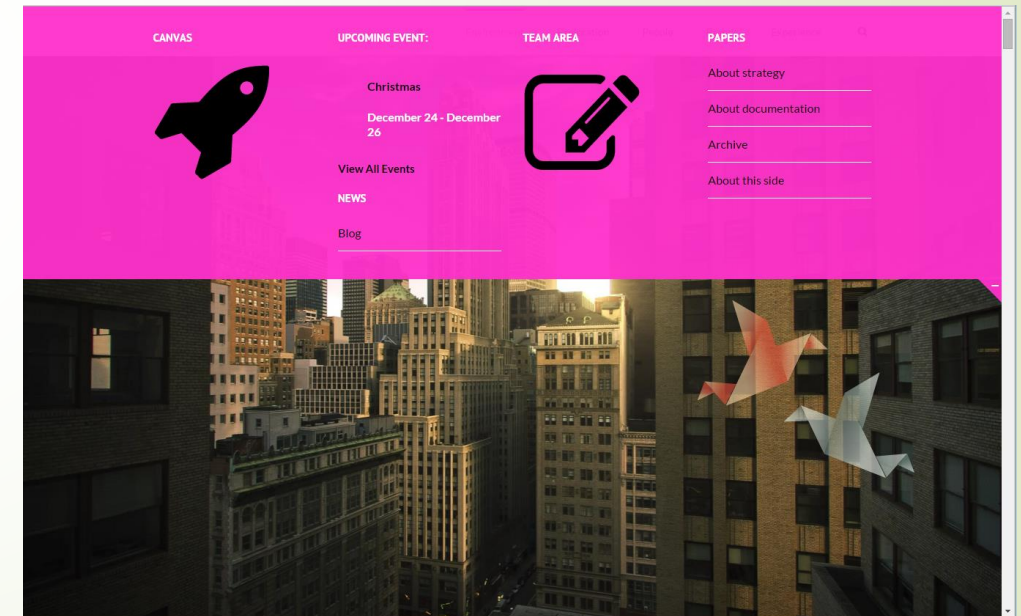 CANVAS
UPCOMING EVENT:
Christmas
December 24 - December
26
View All Events
NEWS
Blog
TEAM AREA
PAPERS
About strategy
About documentation
Archive
About this side